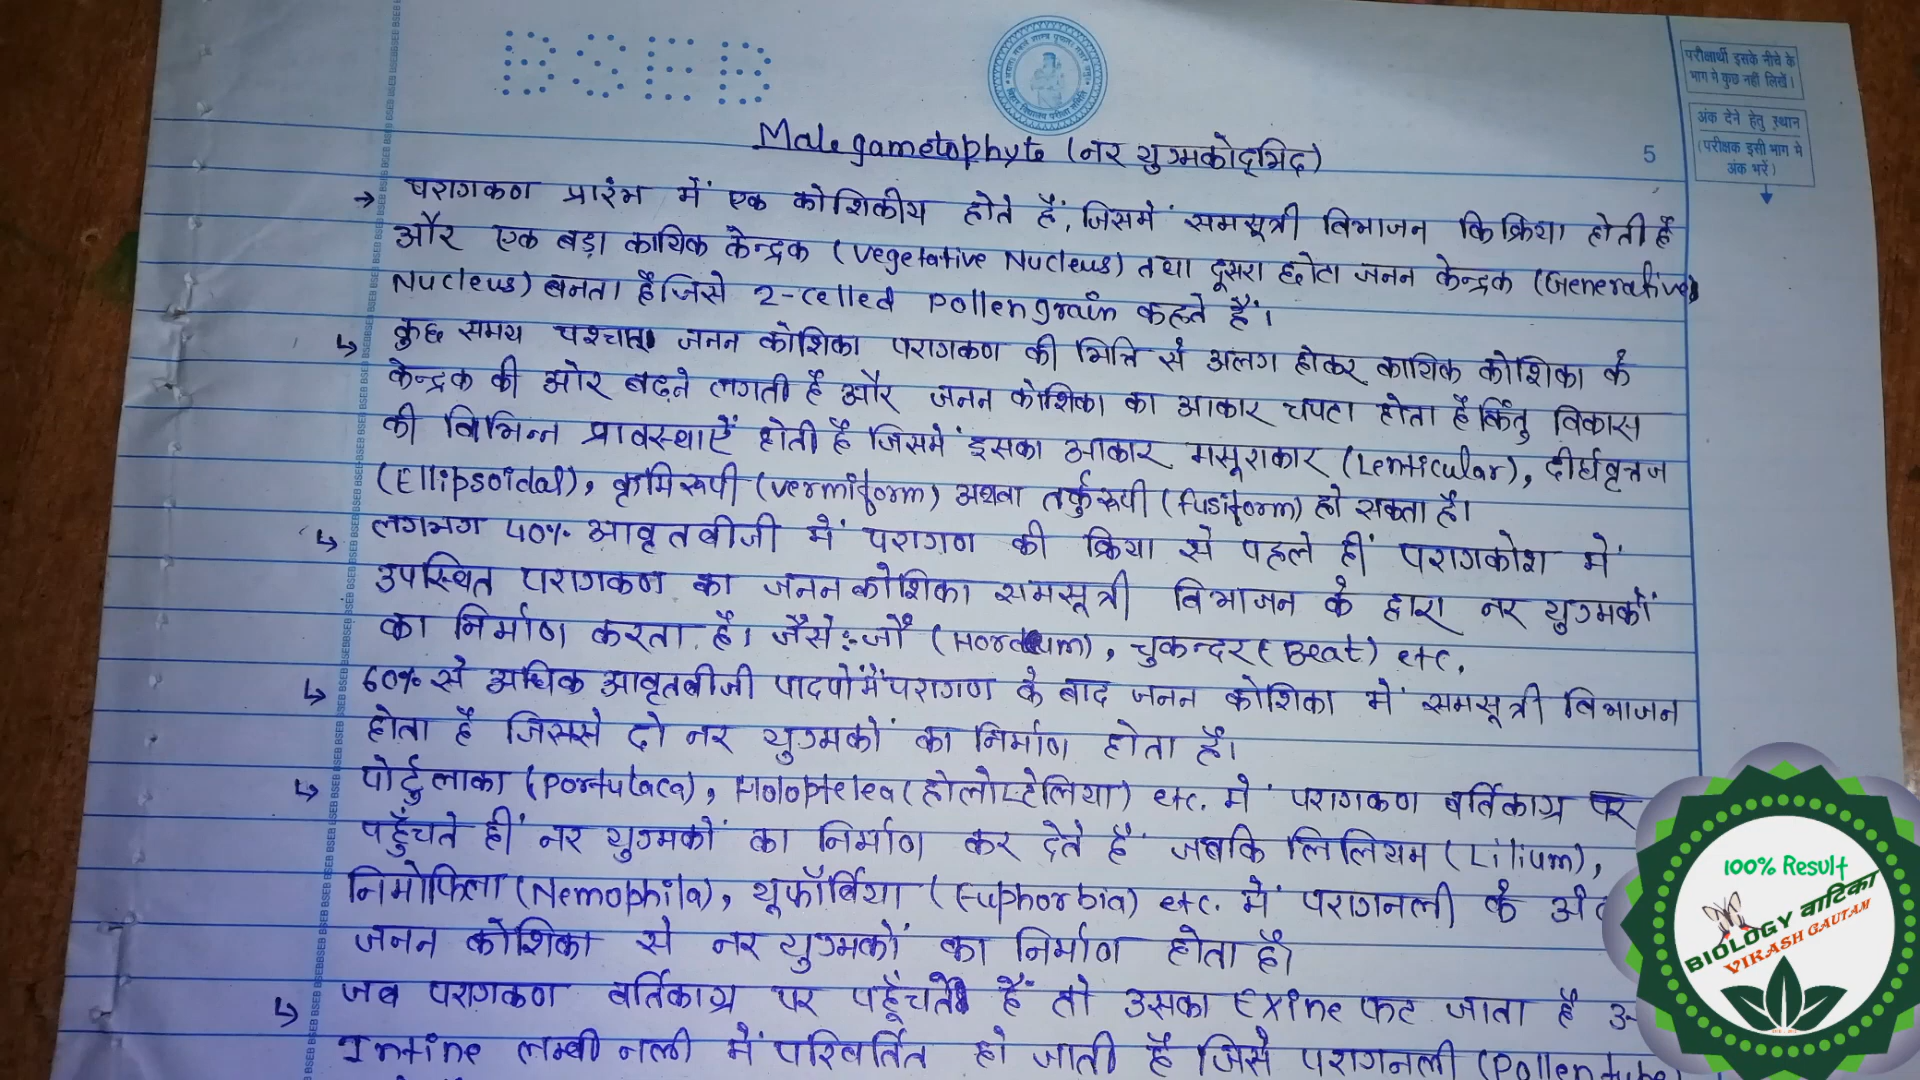 BSEB
परीक्षार्थी इसके नीचे के
भाग में कुछ नहीं लिखें।
अंक देने हेतु स्थान
(परीक्षक इसी भाग में
अंक भरें)
5
Male gametophyte (नर युग्मकोद्भिद)
→ परागकण प्रारंभ में एक कोशिकीय होते हैं, जिसमें समसूत्री विभाजन कि क्रिया होती है
और एक बड़ा कायिक केन्द्रक (Vegetative Nucleus) तथा दूसरा छोटा जनन केन्द्रक (Generative
Nucleus) बनता है जिसे 2-celled pollengrain कहते हैं।
↳ कुछ समय पश्चात जनन कोशिका परागकण की भित्ति से अलग होकर कायिक कोशिका के
केन्द्रक की ओर बढ़ने लगती है और जनन कोशिका का आकार चपटा होता है किंतु विकास
की विभिन्न प्रावस्थाएँ होती है जिसमें इसका आकार मसूराकार (Lenticular), दीर्घवृत्तज
(Ellipsoidal), कृमिरूपी (vermiform) अथवा तर्कुरूपी (fusiform) हो सकता है।
↳ लगभग 40% आवृतबीजी में परागण की क्रिया से पहले हीं परागकोश में
उपस्थित परागकण का जननकोशिका समसूत्री विभाजन के द्वारा नर युग्मकों
का निर्माण करता है। जैसे:-जौ (Hordeum), चुकन्दर (Beat) etc.
↳ 60% से अधिक आवृतबीजी पादपों में परागण के बाद जनन कोशिका में समसूत्री विभाजन
होता है जिससे दो नर युग्मकों का निर्माण होता है।
↳ पोर्टुलाका (Portulaca), Holoptelea (होलोप्टेलिया) etc. में परागकण वर्तिकाग्र पर
पहुँचते हीं नर युग्मकों का निर्माण कर देते हैं जबकि लिलियम (Lilium),
निमोफिला (Nemophila), यूफॉर्बिया (Euphorbia) etc. में परागनली के
जनन कोशिका से नर युग्मकों का निर्माण होता है।
↳ जब परागकण वर्तिकाग्र पर पहुँचते हैं तो उसका Exine फट जाता है
Intine लम्बी नली में परिवर्तित हो जाती है जिसे परागनली (Pollen tube)
100% Result
BIOLOGY वाटिका
VIKASH GAUTAM